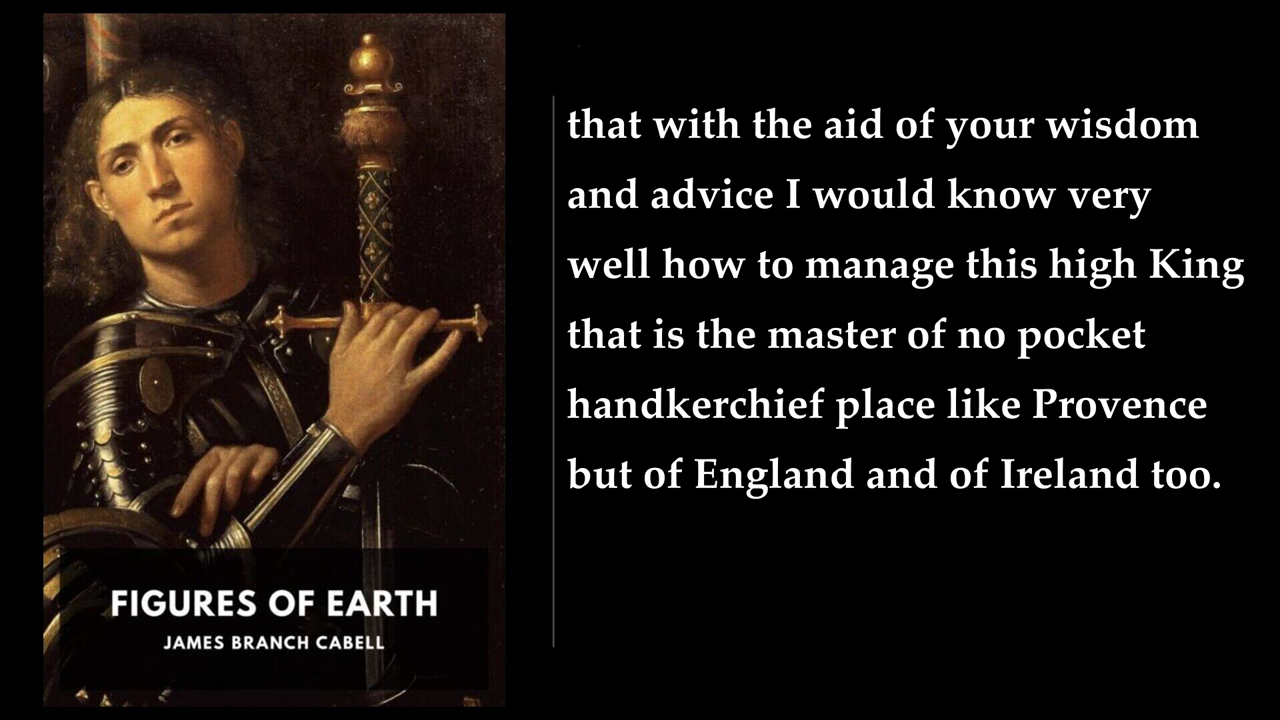 FIGURES OF EARTH
JAMES BRANCH CABELL
that with the aid of your wisdom
and advice I would know very
well how to manage this high King
that is the master of no pocket
handkerchief place like Provence
but of England and of Ireland too.